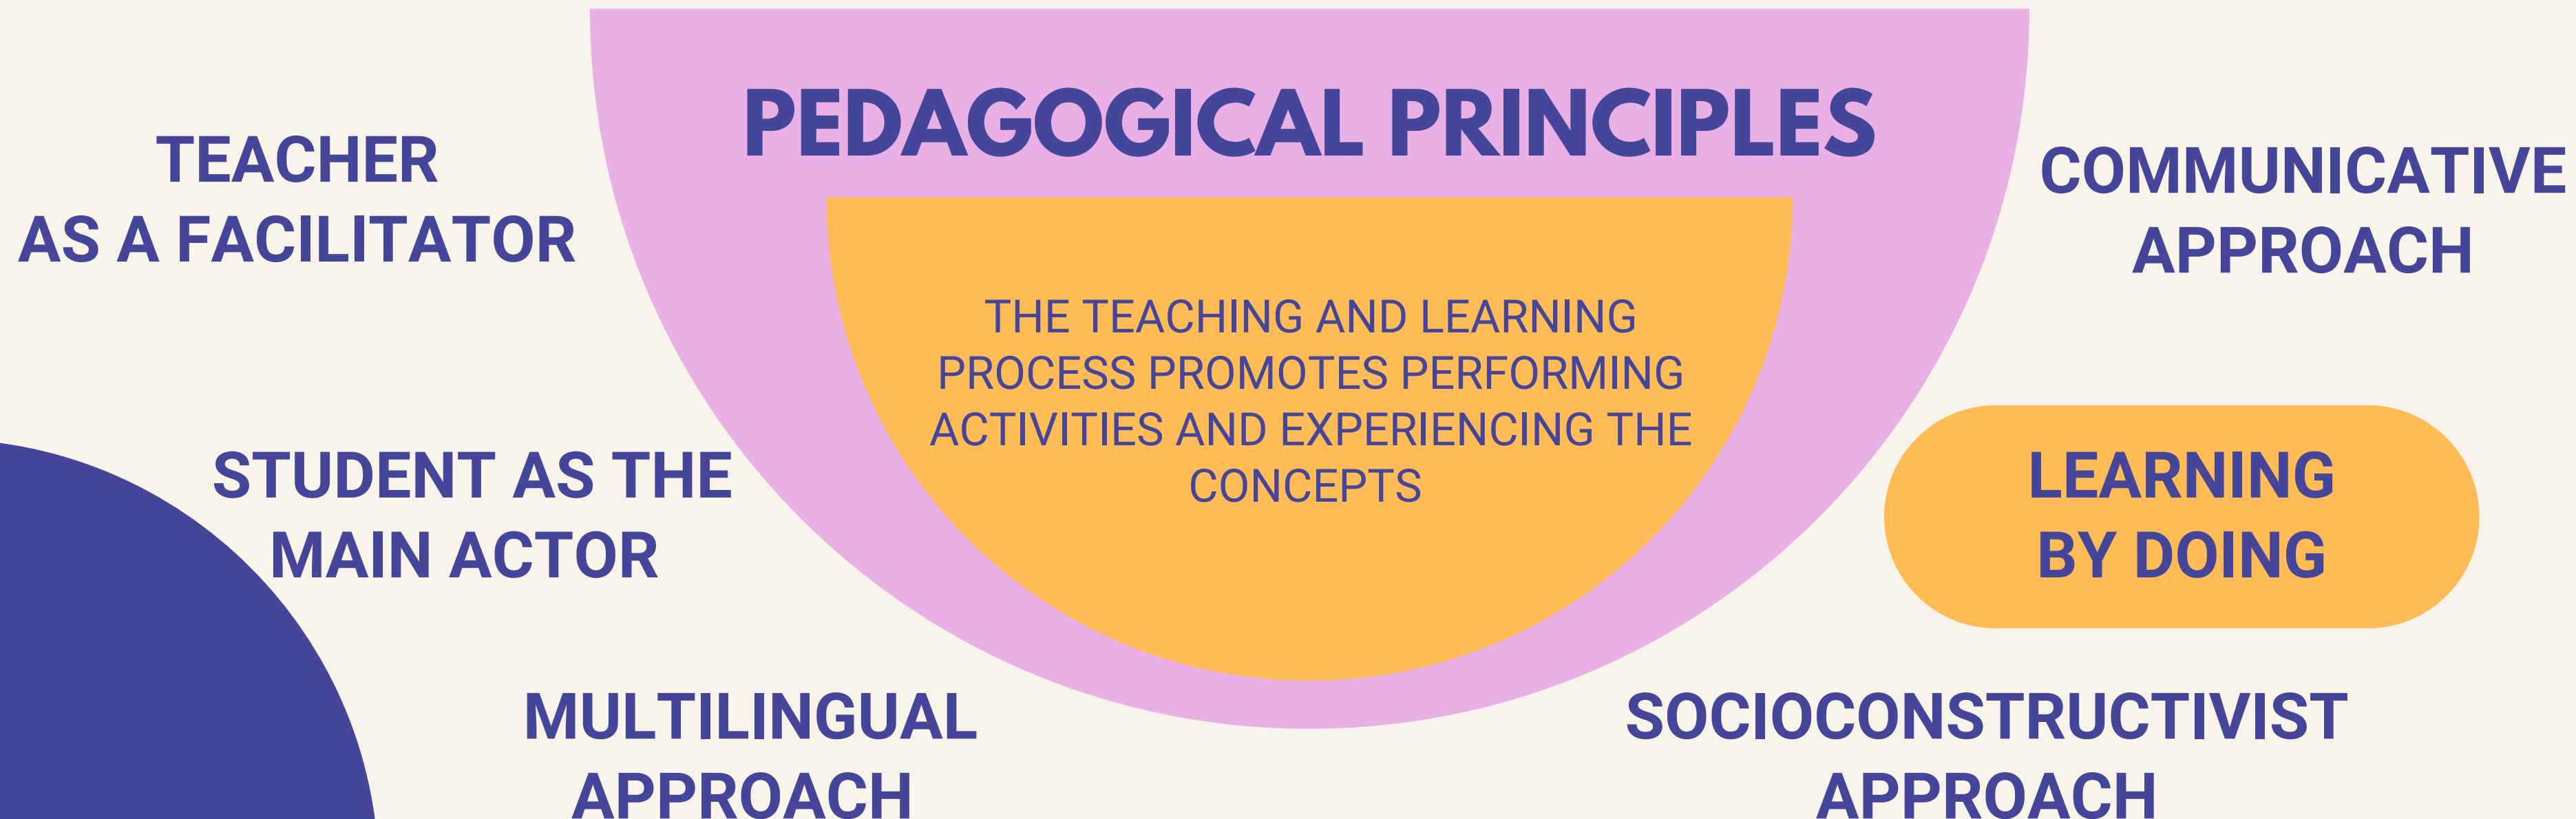 PEDAGOGICAL PRINCIPLES
TEACHER
AS A FACILITATOR
COMMUNICATIVE
APPROACH
THE TEACHING AND LEARNING
PROCESS PROMOTES PERFORMING
ACTIVITIES AND EXPERIENCING THE
CONCEPTS
STUDENT AS THE
MAIN ACTOR
LEARNING
BY DOING
MULTILINGUAL
APPROACH
SOCIOCONSTRUCTIVIST
APPROACH